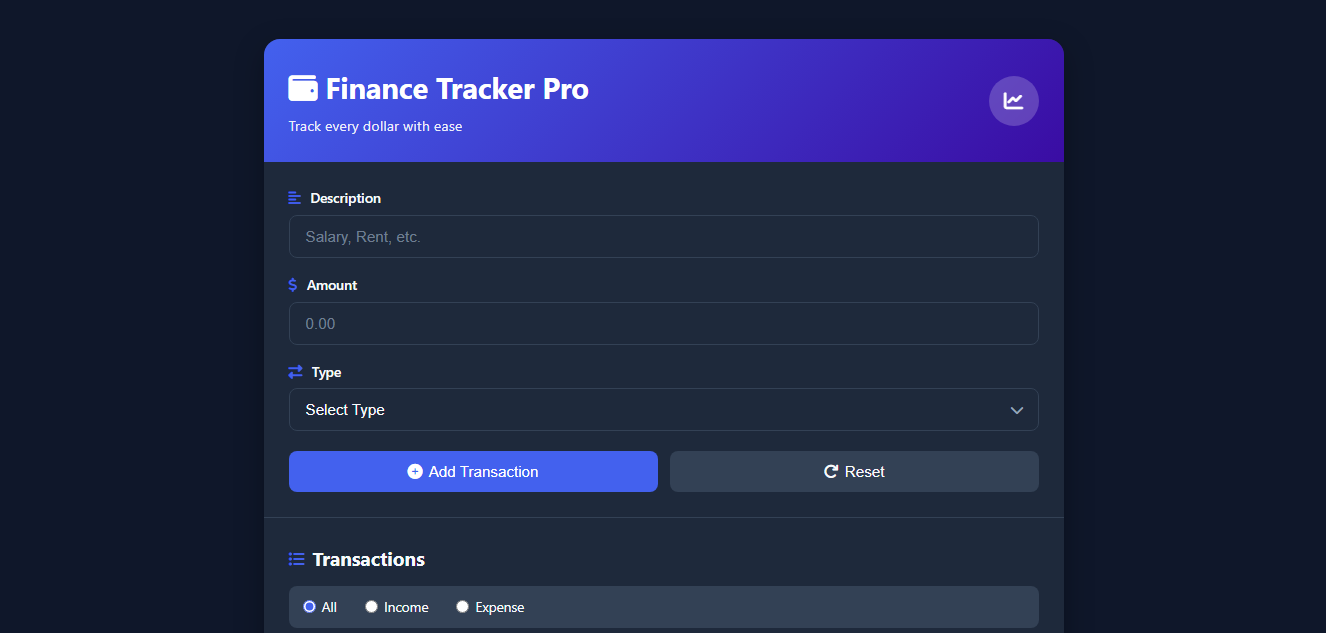 Finance Tracker Pro
Track every dollar with ease
Description
Salary, Rent, etc.
$ Amount
0.00
Type
Select Type
Add Transaction
Reset
Transactions
All Income Expense